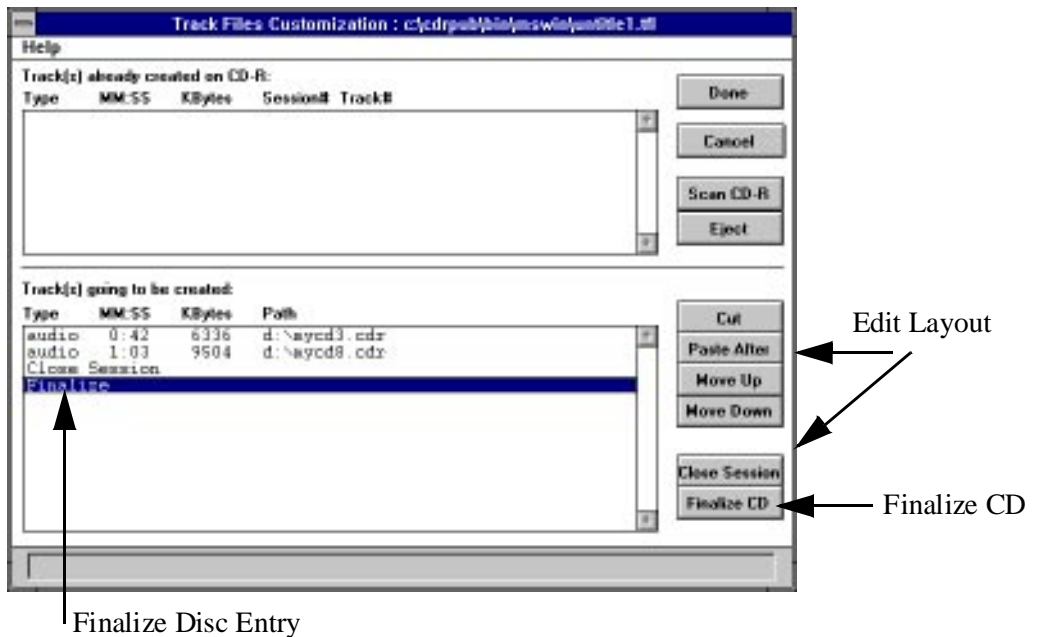 Track Files Customization : c:\cdrpub\bin\mswin\untitle1.tfl
Help
Track(s) already created on CD-R:
Type MM:SS KBytes Session# Track#
Done
Cancel
Scan CD-R
Eject
Track(s) going to be created:
Type MM:SS KBytes Path
audio 0:42 6336 d:\mycd3.cdr
audio 1:03 9504 d:\mycd8.cdr
Close Session
Finalize
Cut
Paste After
Move Up
Move Down
Close Session
Finalize CD
Edit Layout
Finalize CD
Finalize Disc Entry